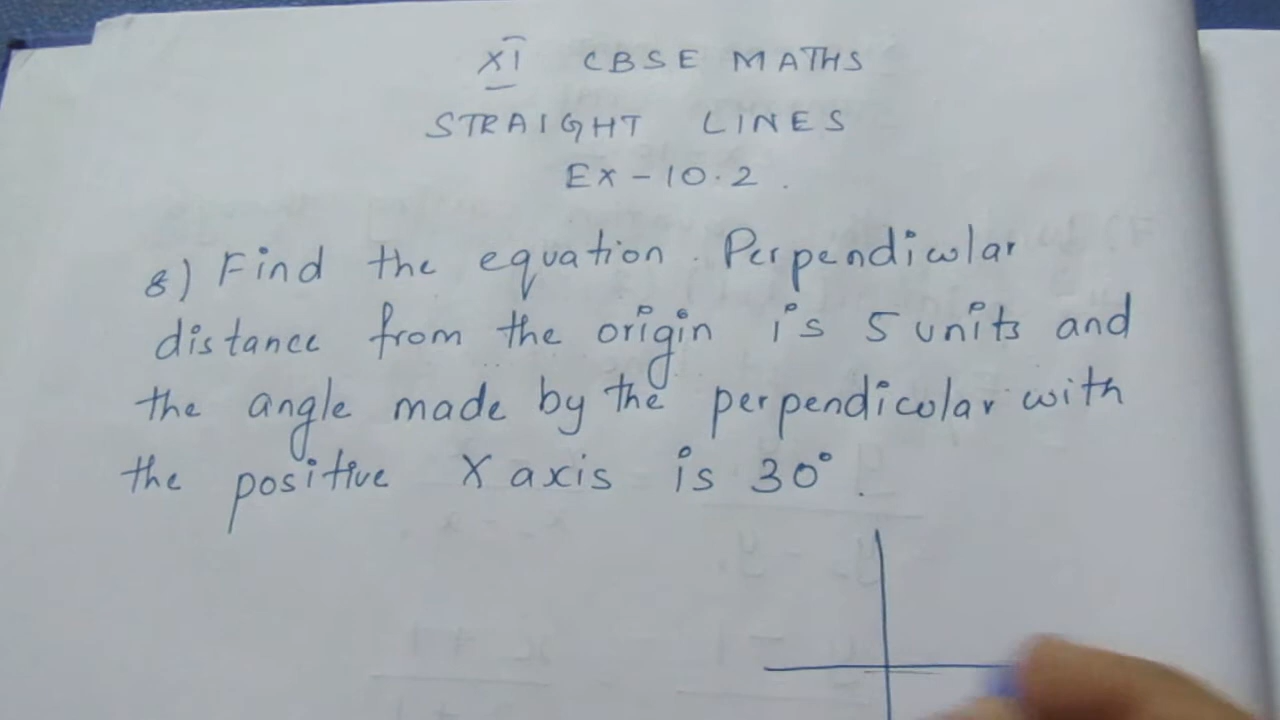 XI CBSE MATHS
STRAIGHT LINES
EX - 10.2.
8) Find the equation. Perpendicular
distance from the origin is 5 units and
the angle made by the perpendicular with
the positive X axis is 30°.